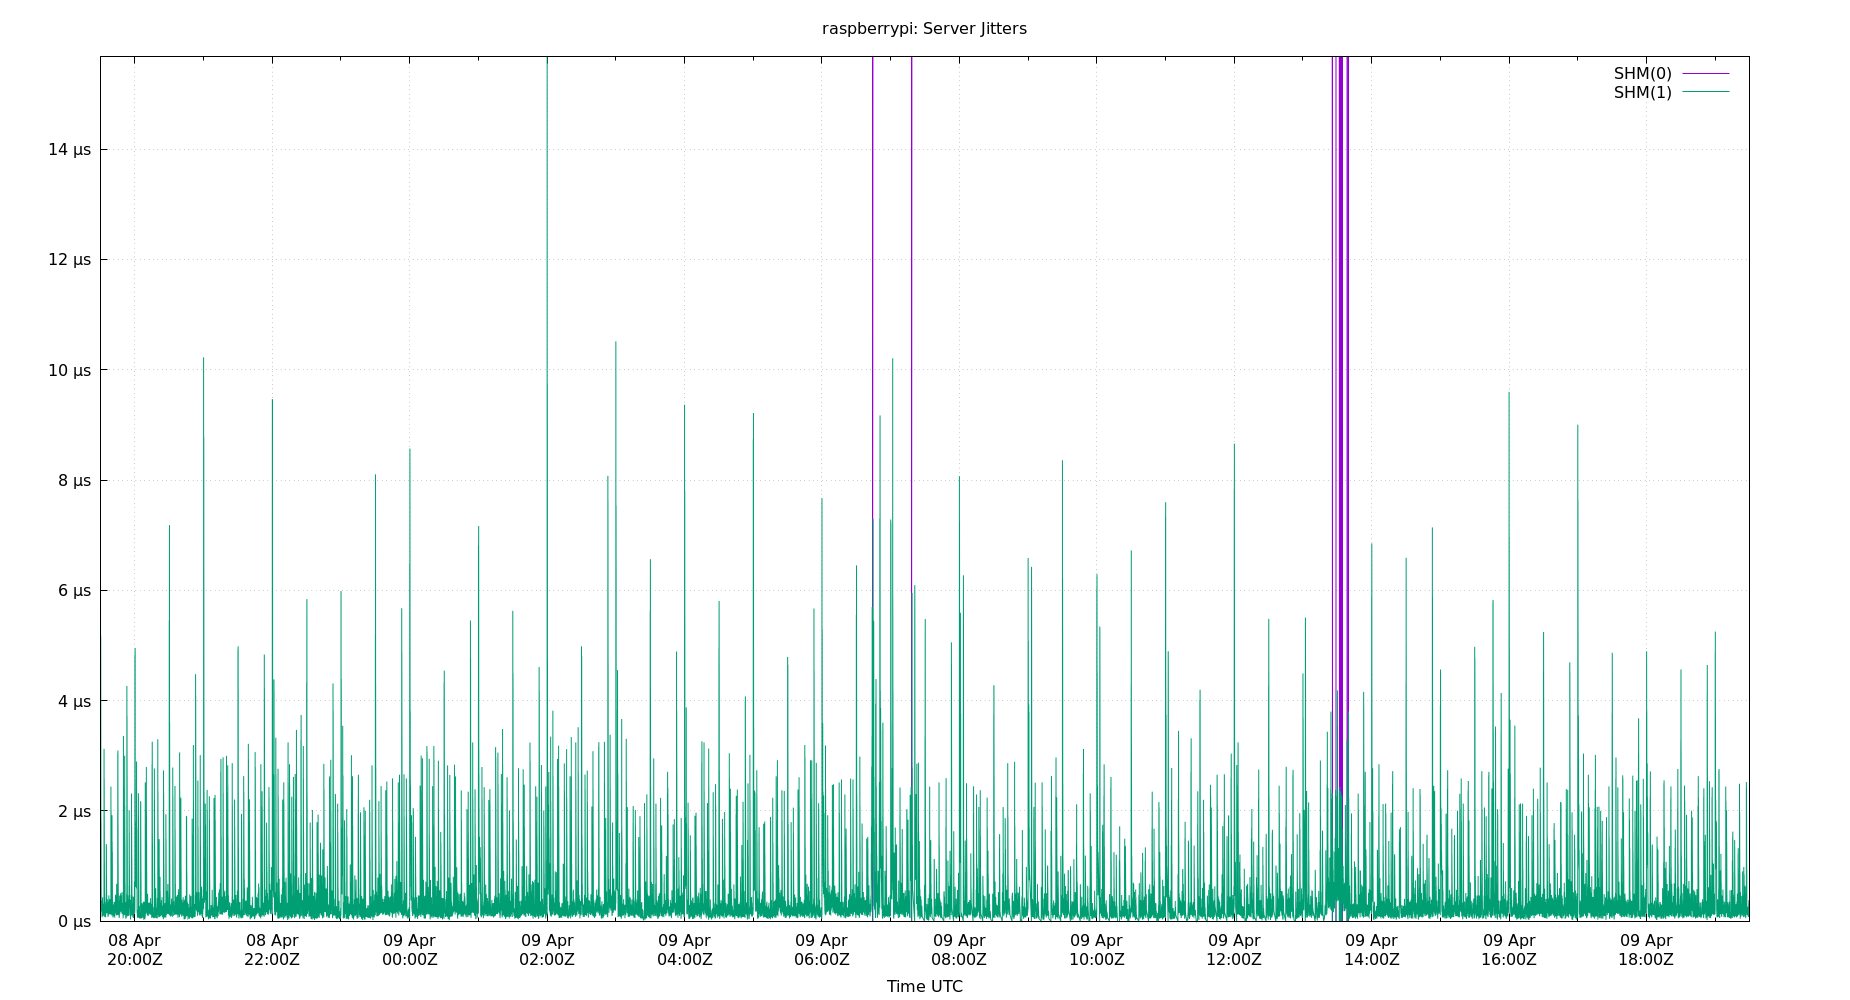 raspberrypi: Server Jitters
SHM(0)
SHM(1)
14 µs
12 µs
10 µs
8 µs
6 µs
4 µs
2 µs
0 µs
08 Apr 08 Apr 09 Apr 09 Apr 09 Apr 09 Apr 09 Apr 09 Apr 09 Apr 09 Apr 09 Apr 09 Apr
20:00Z 22:00Z 00:00Z 02:00Z 04:00Z 06:00Z 08:00Z 10:00Z 12:00Z 14:00Z 16:00Z 18:00Z
Time UTC